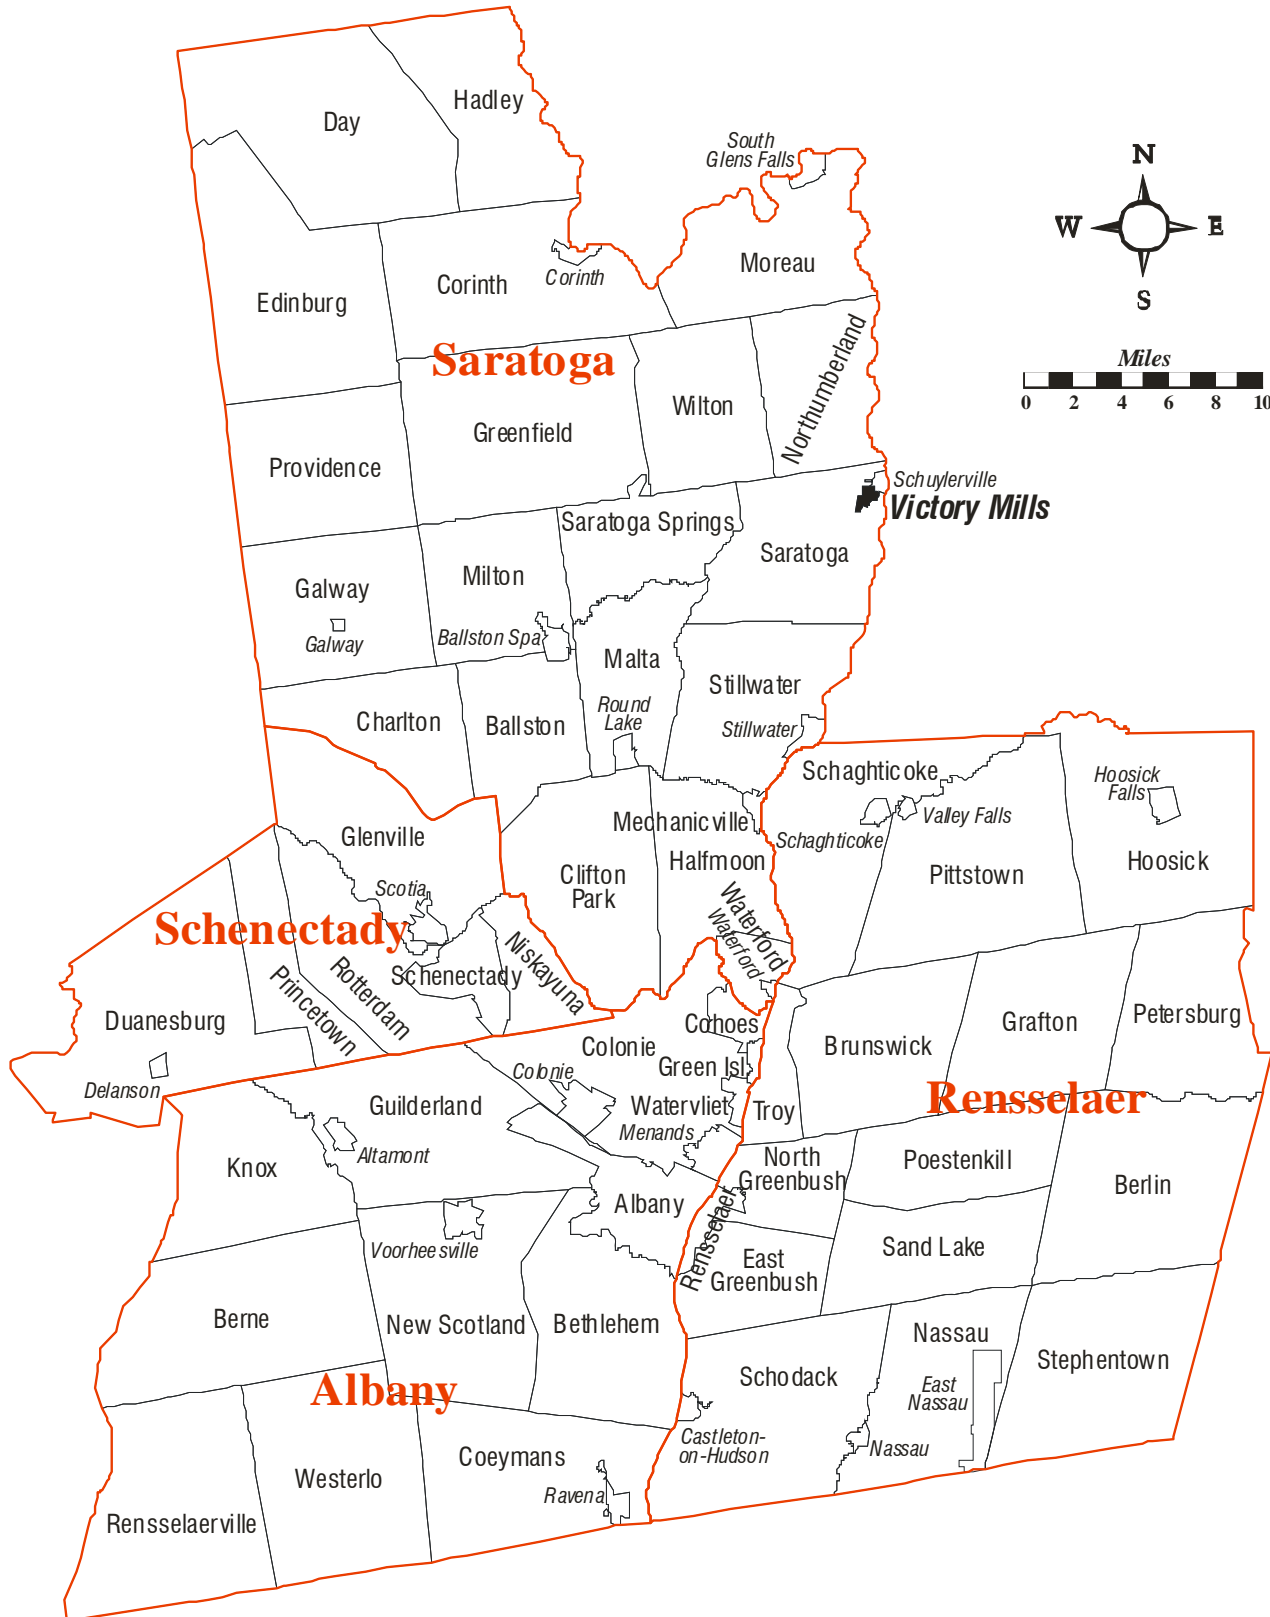 Hadley
Day
South
Glens Falls
N
W
E
S
Moreau
Corinth
Corinth
Edinburg
Saratoga
Miles
0 2 4 6 8 10
Northumberland
Wilton
Greenfield
Providence
Schuylerville
Victory Mills
Saratoga Springs
Saratoga
Milton
Galway
Galway
Ballston Spa
Malta
Stillwater
Round
Lake
Stillwater
Charlton
Ballston
Schaghticoke
Hoosick
Falls
Valley Falls
Schaghticoke
Mechanicville
Glenville
Halfmoon
Hoosick
Clifton
Park
Pittstown
Scotia
Waterford
Waterford
Schenectady
Niskayuna
Schenectady
Rotterdam
Princetown
Duanesburg
Delanson
Cohoes
Colonie
Green Isl
Colonie
Watervliet
Menands
Troy
Brunswick
Grafton
Petersburg
Rensselaer
Guilderland
Altamont
Knox
North
Greenbush
Poestenkill
Berlin
Albany
Rensselaer
Voorheesville
East
Greenbush
Sand Lake
Berne
New Scotland
Bethlehem
Nassau
Stephentown
Schodack
East
Nassau
Albany
Castleton-
on-Hudson
Nassau
Coeymans
Westerlo
Ravena
Rensselaerville